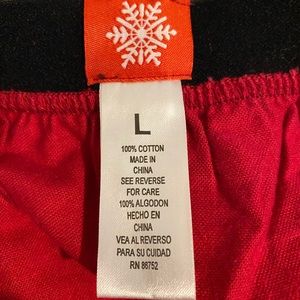 L
100% COTTON
MADE IN
CHINA
SEE REVERSE
FOR CARE
100% ALGODON
HECHO EN
CHINA
VEA AL REVERSO
PARA SU CUIDADO
RN 86752